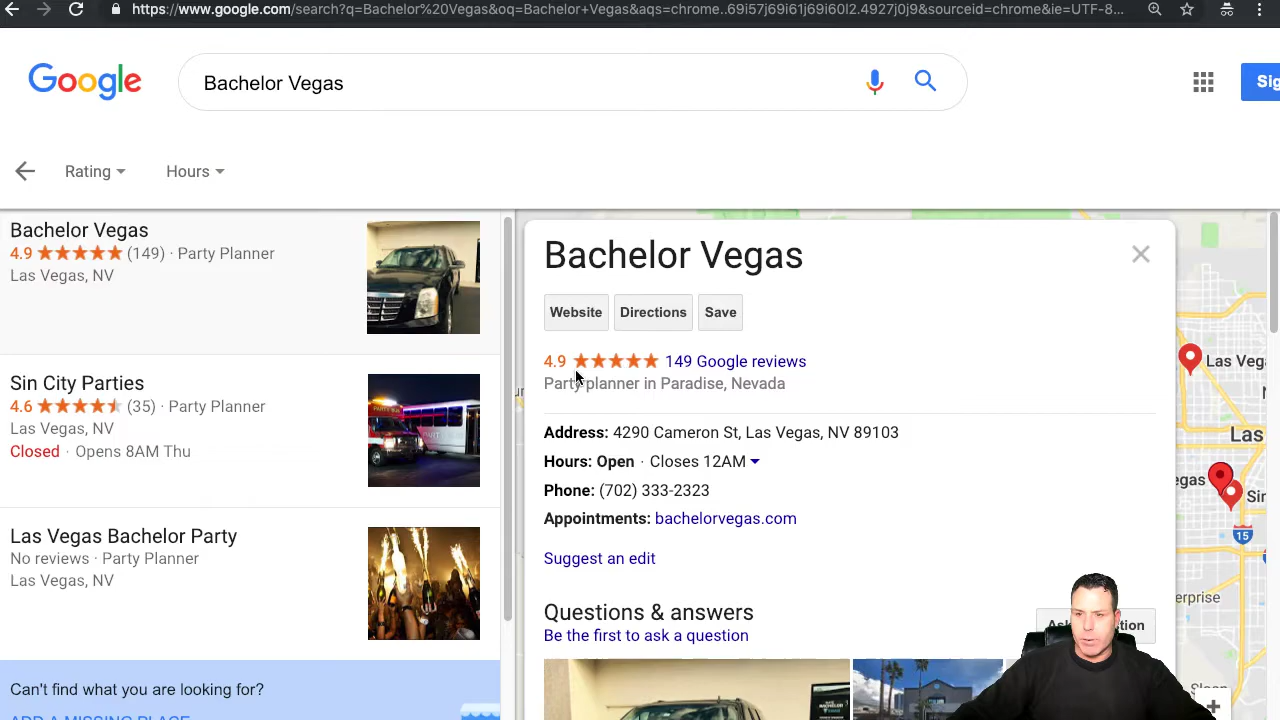 https://www.google.com/search?q=Bachelor%20Vegas&oq=Bachelor+Vegas&aqs=chrome..69i57j69i61j69i60l2.4927j0j9&sourceid=chrome&ie=UTF-8...
Google
Bachelor Vegas
Sig
Rating
Hours
Bachelor Vegas
4.9 (149) · Party Planner
Las Vegas, NV
Sin City Parties
4.6 (35) · Party Planner
Las Vegas, NV
Closed · Opens 8AM Thu
Las Vegas Bachelor Party
No reviews · Party Planner
Las Vegas, NV
Can't find what you are looking for?
ADD A MISSING PLACE
Bachelor Vegas
Website
Directions
Save
4.9 149 Google reviews
Party planner in Paradise, Nevada
Address: 4290 Cameron St, Las Vegas, NV 89103
Hours: Open · Closes 12AM
Phone: (702) 333-2323
Appointments: bachelorvegas.com
Suggest an edit
Questions & answers
Be the first to ask a question
Las Vega
Las
egas
Sin
15
erprise